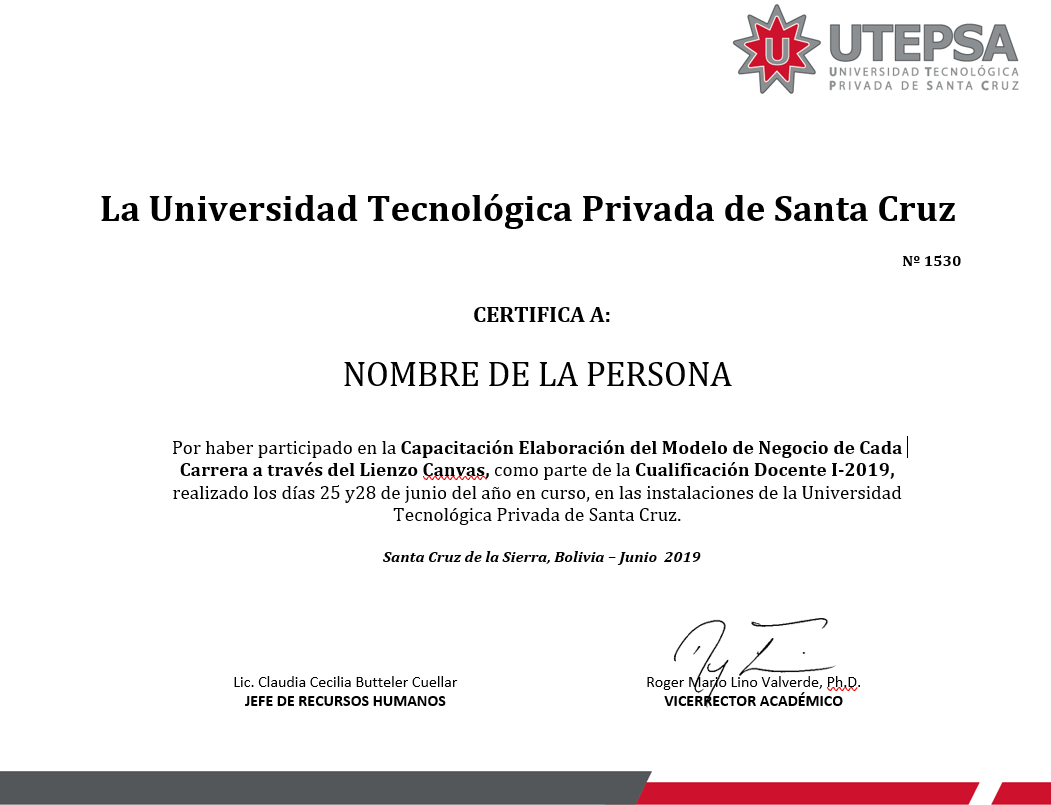 U UTEPSA
UNIVERSIDAD TECNOLÓGICA
PRIVADA DE SANTA CRUZ
La Universidad Tecnológica Privada de Santa Cruz
Nº 1530
CERTIFICA A:
NOMBRE DE LA PERSONA
Por haber participado en la Capacitación Elaboración del Modelo de Negocio de Cada
Carrera a través del Lienzo Canvas, como parte de la Cualificación Docente I-2019,
realizado los días 25 y28 de junio del año en curso, en las instalaciones de la Universidad
Tecnológica Privada de Santa Cruz.
Santa Cruz de la Sierra, Bolivia – Junio 2019
Lic. Claudia Cecilia Butteler Cuellar
JEFE DE RECURSOS HUMANOS
Roger Mario Lino Valverde, Ph.D.
VICERRECTOR ACADÉMICO